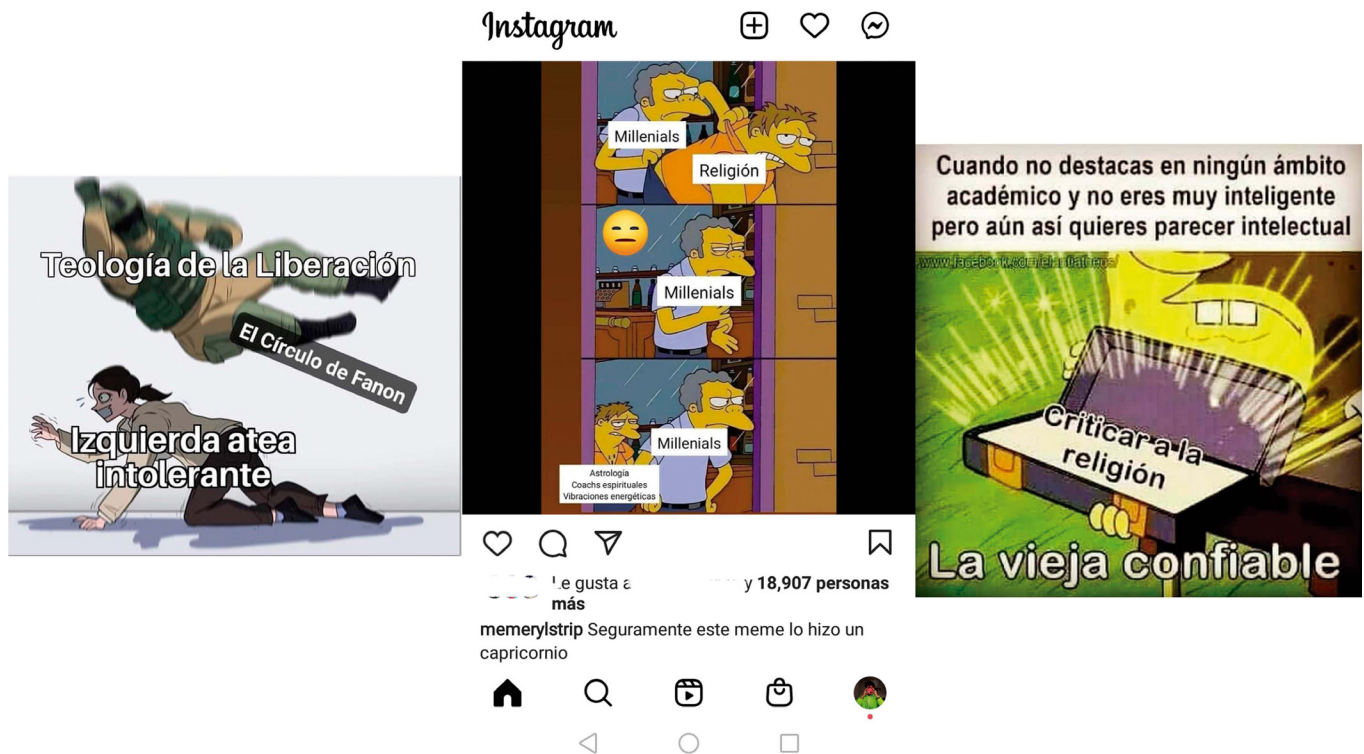 Teología de la Liberación
El Círculo de Fanon
Izquierda atea
intolerante
Instagram
Millenials
Religión
Millenials
Millenials
Astrología
Coachs espirituales
Vibraciones energéticas
Le gusta a y 18,907 personas
más
memerylstrip Seguramente este meme lo hizo un
capricornio
Cuando no destacas en ningún ámbito
académico y no eres muy inteligente
pero aún así quieres parecer intelectual
Criticar a la
religión
La vieja confiable